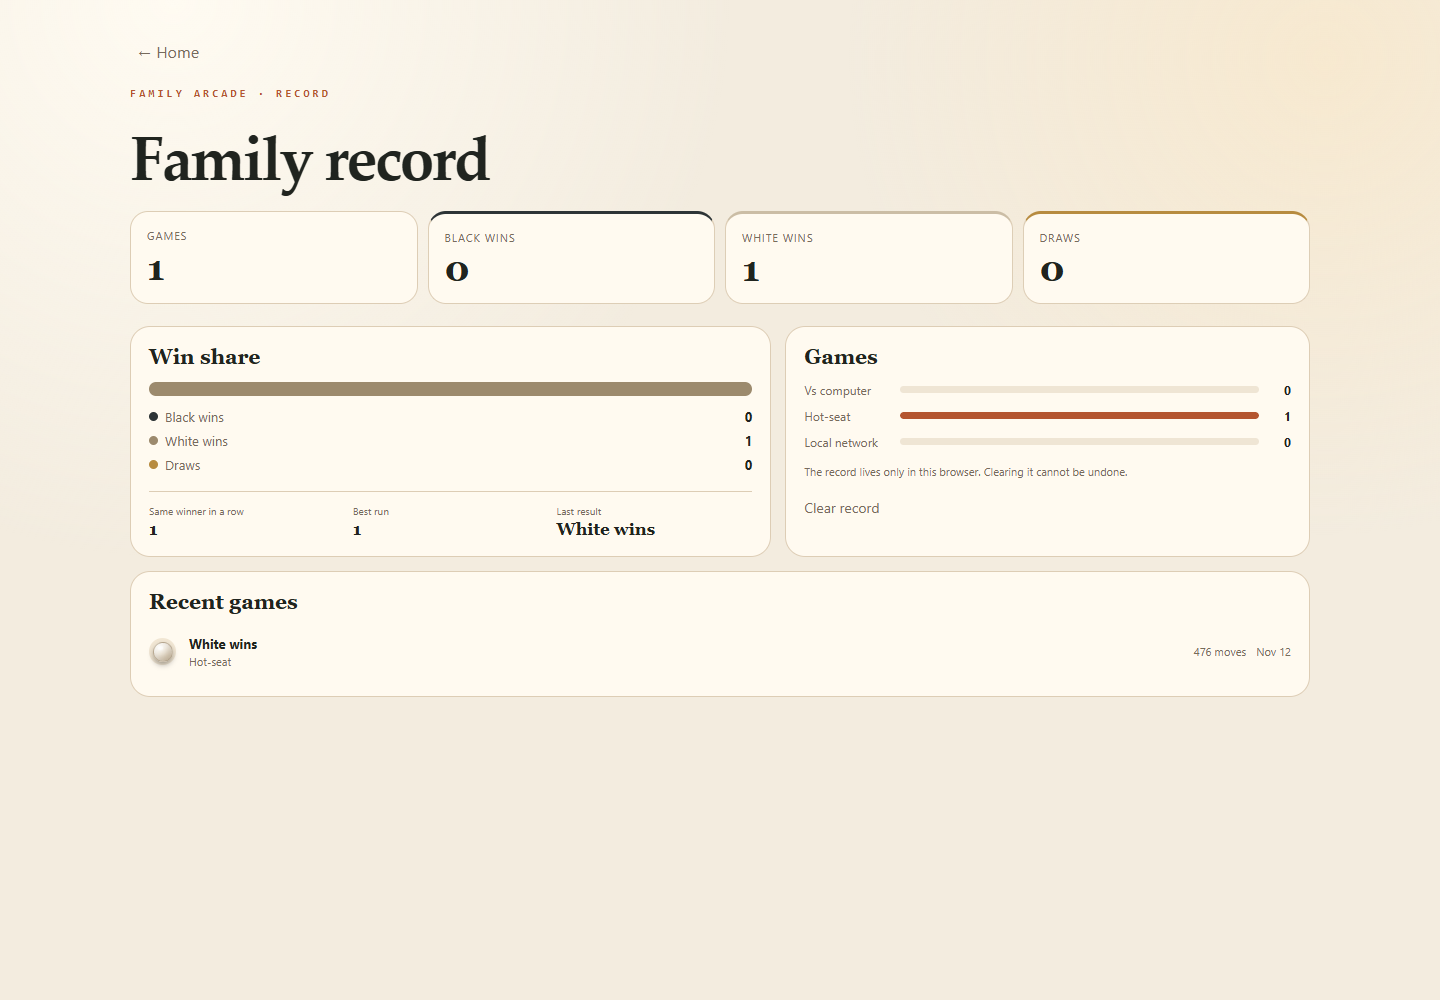 ← Home
FAMILY ARCADE · RECORD
Family record
GAMES
1
BLACK WINS
0
WHITE WINS
1
DRAWS
0
Win share
Black wins 0
White wins 1
Draws 0
Same winner in a row
1
Best run
1
Last result
White wins
Games
Vs computer 0
Hot-seat 1
Local network 0
The record lives only in this browser. Clearing it cannot be undone.
Clear record
Recent games
White wins
Hot-seat
476 moves Nov 12